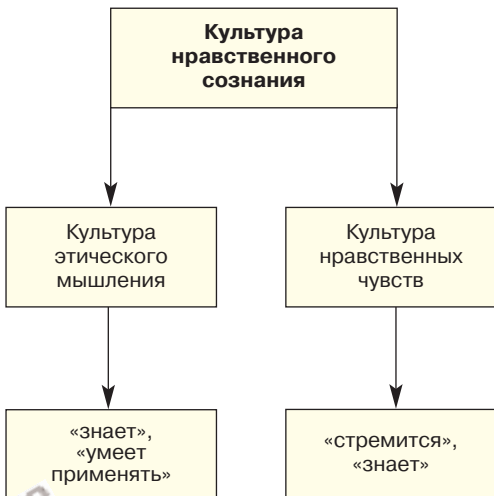 Культура
нравственного
сознания
Культура
этического
мышления
Культура
нравственных
чувств
«знает»,
«умеет
применять»
«стремится»,
«знает»